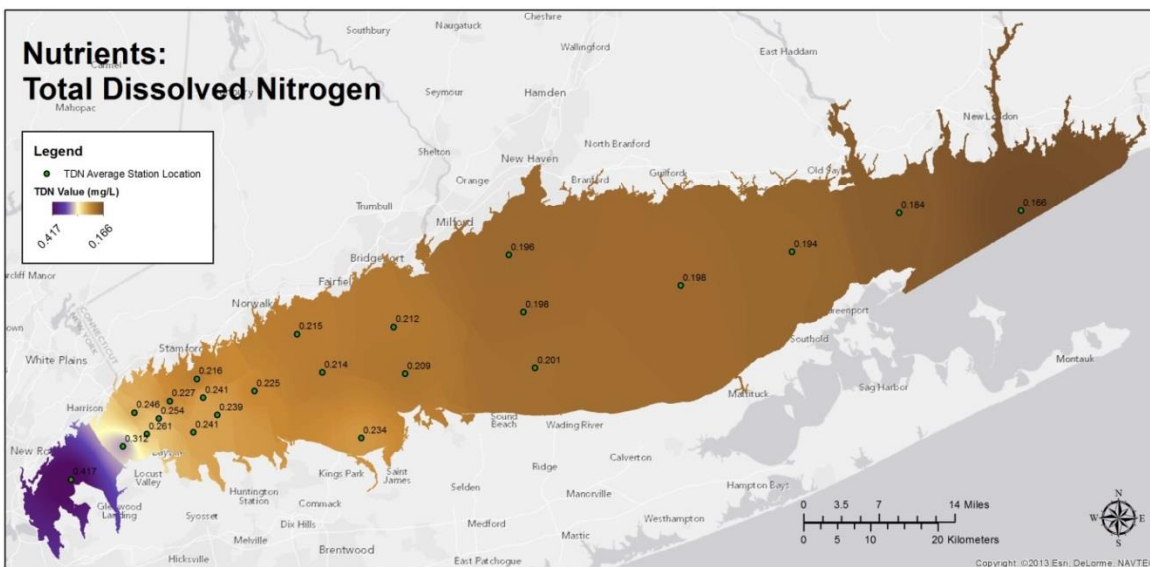 Nutrients:
Total Dissolved Nitrogen
Legend
TDN Average Station Location
TDN Value (mg/L)
0.417
0.166
Cheshire
Naugatuck
Southbury
Wallingford
East Haddam
Carmel
Mahopac
Seymour
Hamden
New London
Shelton
North Branford
New Haven
Orange
Branford
Guilford
Old Say
Trumbull
Milford
0.184
0.166
0.196
0.194
Bridgeport
Fairfield
0.198
0.198
Norwalk
CONNECTICUT
NEW YORK
0.215
0.212
Greenport
White Plains
Stamford
Southold
Montauk
0.216
0.214
0.209
0.201
Sag Harbor
0.225
0.227
0.241
Mattituck
Harrison
0.246
0.254
0.239
Sound
Beach
Wading River
0.261
0.241
0.234
0.312
New Ro
Locust
Valley
Kings Park
Saint
James
Ridge
Calverton
0.417
Glenwood
Landing
Huntington
Station
Selden
Manorville
Hampton Bays
Syosset
Commack
Dix Hills
Medford
Westhampton
Melville
Mastic
Hicksville
Brentwood
East Patchogue
0 3.5 7 14 Miles
0 5 10 20 Kilometers
N
W E
S
Copyright: ©2013 Esri, DeLorme, NAVTEQ